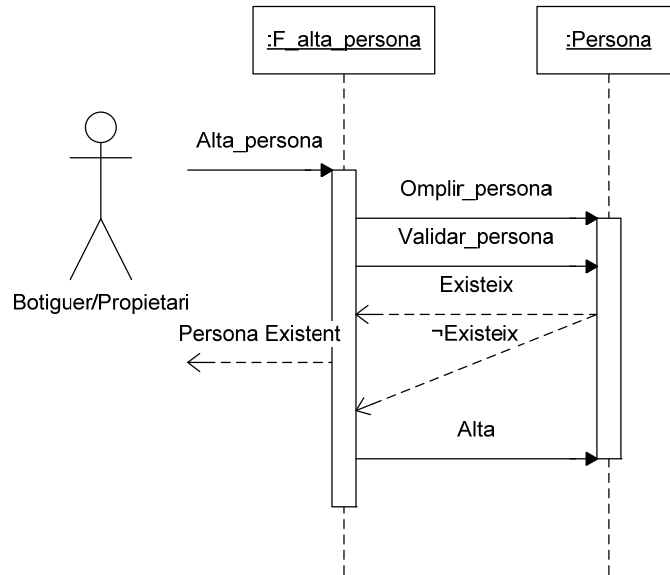 :F_alta_persona
:Persona
Alta_persona
Omplir_persona
Validar_persona
Existeix
Botiguer/Propietari
Persona Existent
¬Existeix
Alta